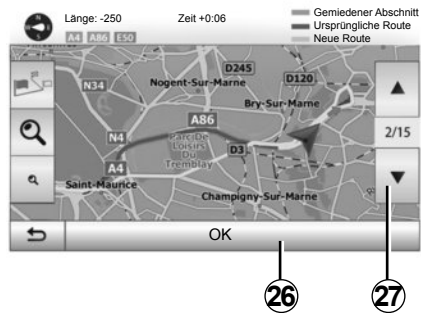 Länge: -250 Zeit +0:06
A4 A86 E50
Gemiedener Abschnitt
Ursprüngliche Route
Neue Route
D245
N34
D120
Nogent-Sur-Marne
Bry-Sur-Marne
A86
2/15
N4
Parc De
Loisirs
Du
Tremblay
D3
A4
Saint-Maurice
Champigny-Sur-Marne
OK
26 27